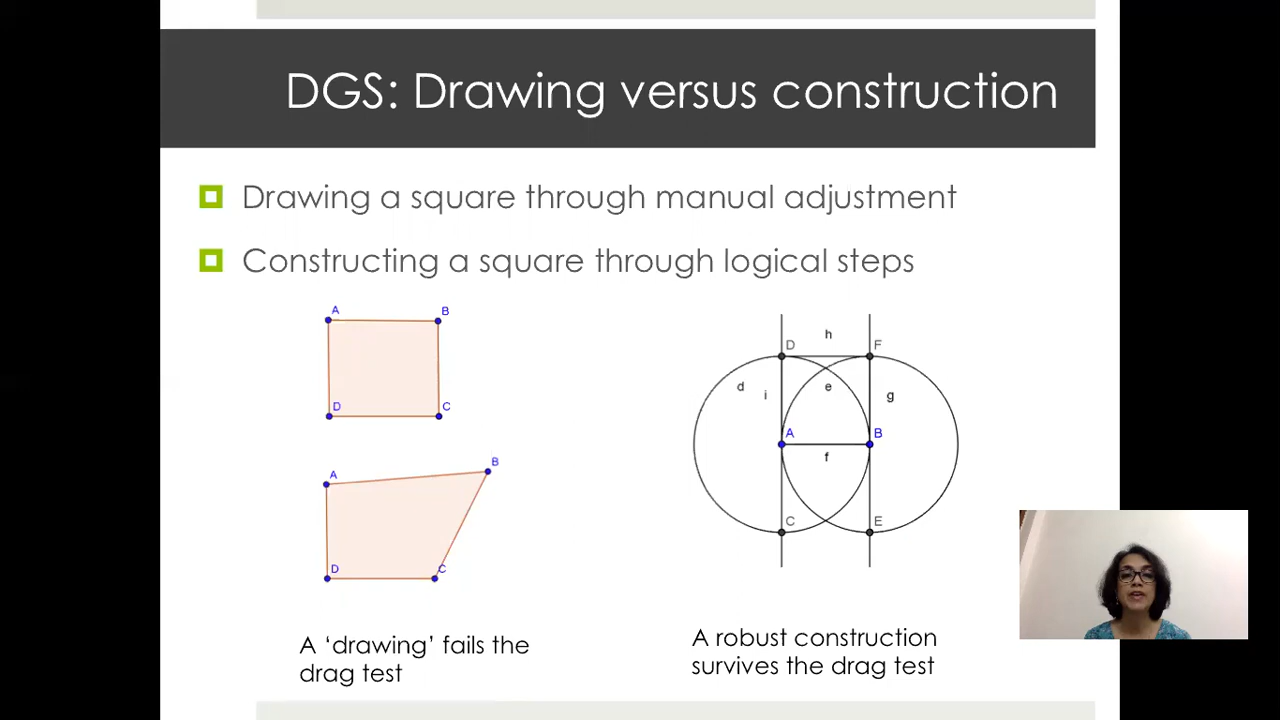 DGS: Drawing versus construction
Drawing a square through manual adjustment
Constructing a square through logical steps
A
B
D
C
A
B
D
C
D
h
F
d
i
e
g
A
B
f
C
E
A ‘drawing’ fails the
drag test
A robust construction
survives the drag test